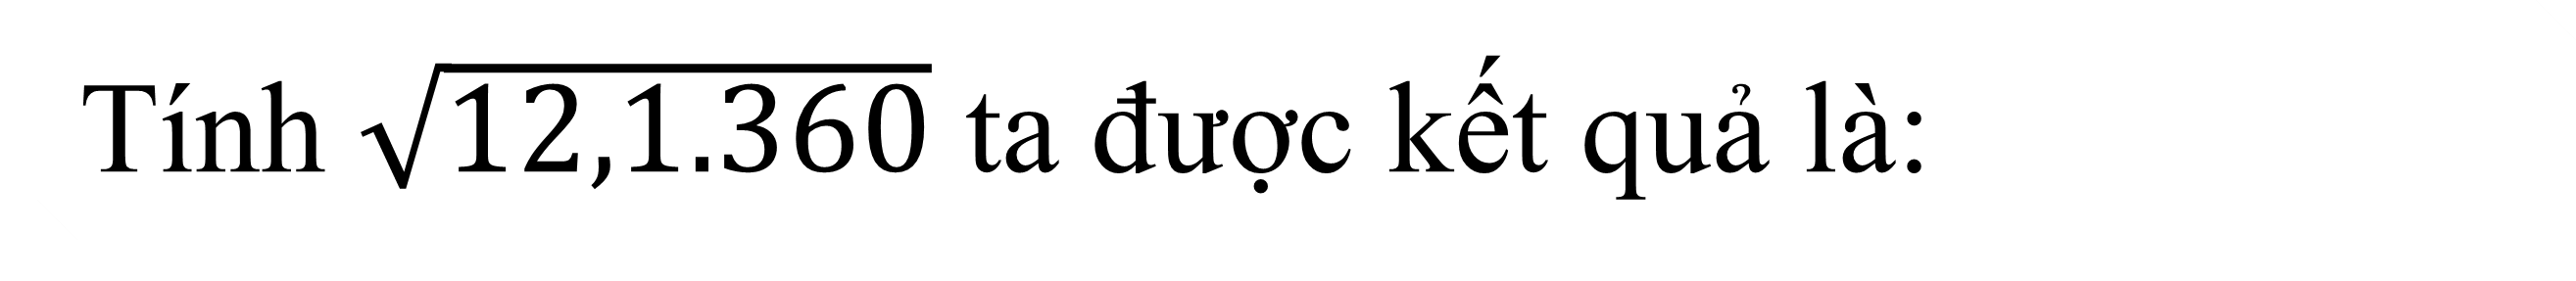 Tính √12,1.360 ta được kết quả là: